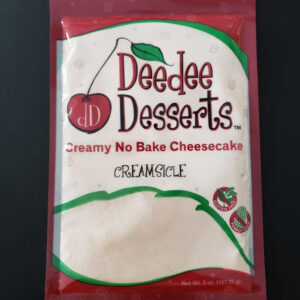 dD
Deedee
Desserts™
Creamy No Bake Cheesecake
CREAMSICLE